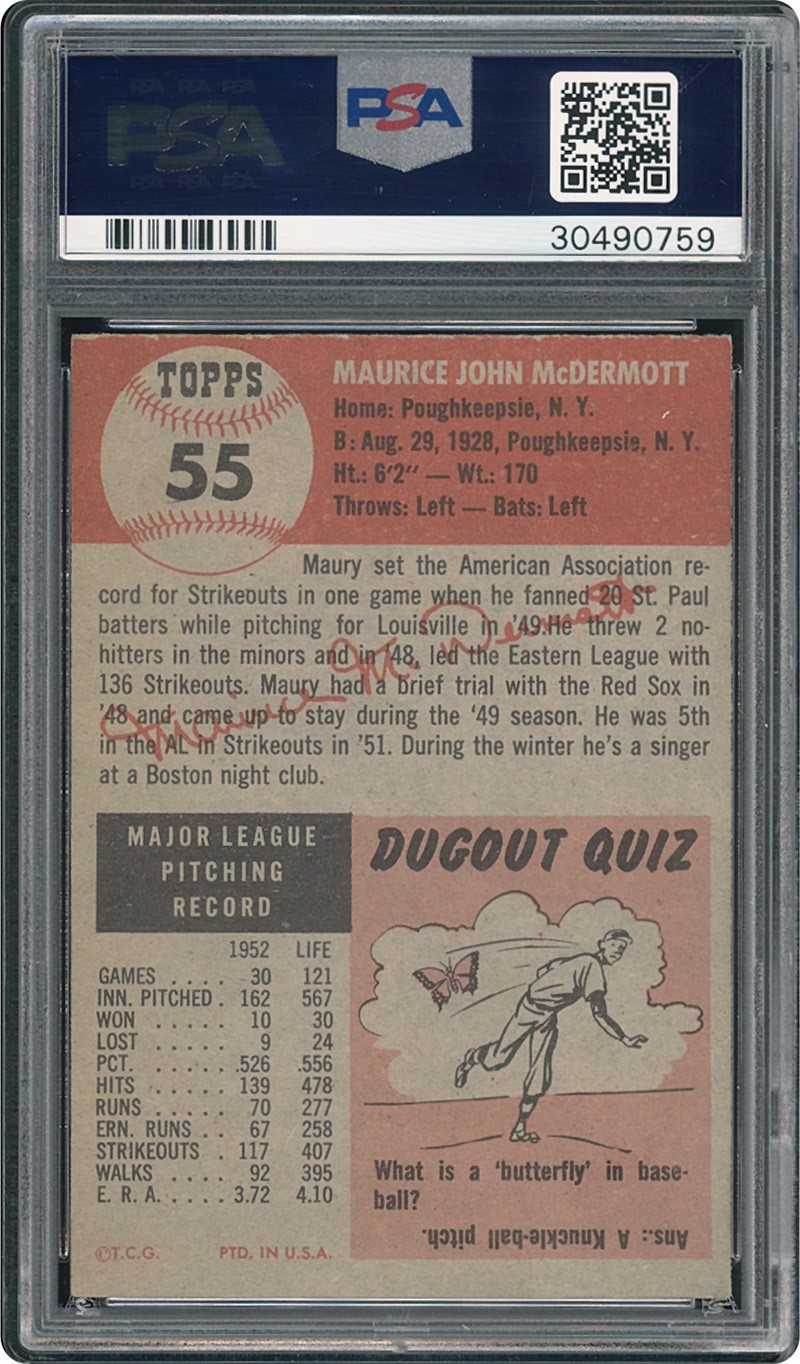 PSA
30490759
TOPPS
55
MAURICE JOHN McDERMOTT
Home: Poughkeepsie, N. Y.
B: Aug. 29, 1928, Poughkeepsie, N. Y.
Ht.: 6'2" — Wt.: 170
Throws: Left — Bats: Left
Maury set the American Association re-
cord for Strikeouts in one game when he fanned 20 St. Paul
batters while pitching for Louisville in '49.He threw 2 no-
hitters in the minors and in '48, led the Eastern League with
136 Strikeouts. Maury had a brief trial with the Red Sox in
'48 and came up to stay during the '49 season. He was 5th
in the AL in Strikeouts in '51. During the winter he's a singer
at a Boston night club.
Maurice Mc. Dermott
MAJOR LEAGUE
PITCHING
RECORD
1952 LIFE
GAMES . . . . 30 121
INN. PITCHED . 162 567
WON . . . . . 10 30
LOST . . . . . 9 24
PCT. . . . . . .526 .556
HITS . . . . . 139 478
RUNS . . . . . 70 277
ERN. RUNS . . 67 258
STRIKEOUTS . 117 407
WALKS . . . . 92 395
E. R. A. . . . . 3.72 4.10
©T.C.G. PTD. IN U.S.A.
DUGOUT QUIZ
What is a 'butterfly' in base-
ball?
Ans.: A Knuckle-ball pitch.